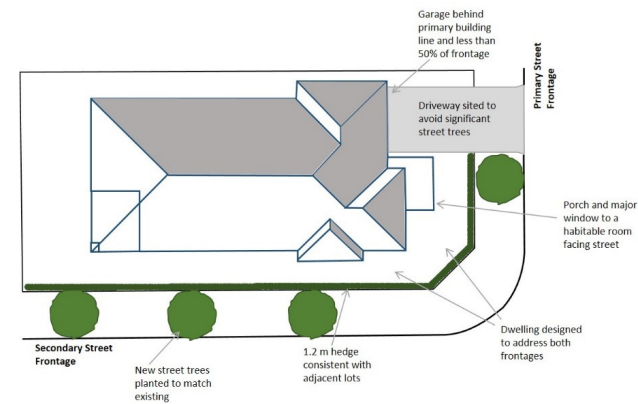 Garage behind
primary building
line and less than
50% of frontage
Primary Street
Frontage
Driveway sited to
avoid significant
street trees
Porch and major
window to a
habitable room
facing street
Dwelling designed
to address both
frontages
Secondary Street
Frontage
1.2 m hedge
consistent with
adjacent lots
New street trees
planted to match
existing